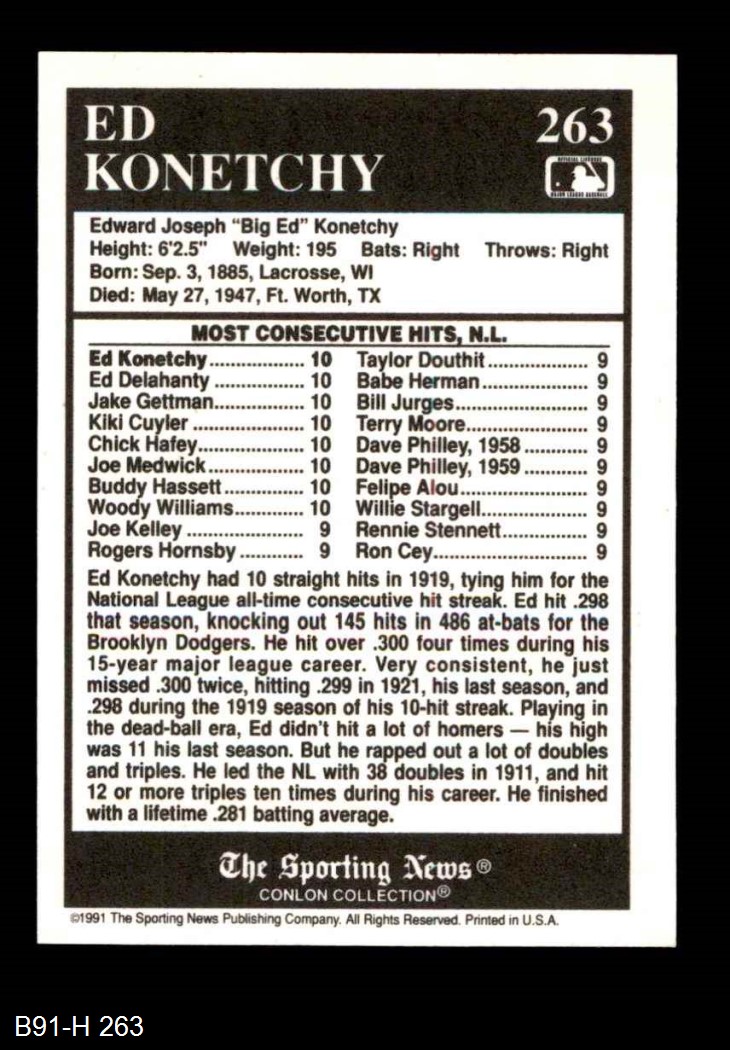 ED
KONETCHY
263
OFFICIAL LICENSEE
MAJOR LEAGUE BASEBALL
Edward Joseph "Big Ed" Konetchy
Height: 6'2.5" Weight: 195 Bats: Right Throws: Right
Born: Sep. 3, 1885, Lacrosse, WI
Died: May 27, 1947, Ft. Worth, TX
MOST CONSECUTIVE HITS, N.L.
Ed Konetchy.................. 10
Ed Delahanty ................. 10
Jake Gettman................. 10
Kiki Cuyler ..................... 10
Chick Hafey.................... 10
Joe Medwick.................. 10
Buddy Hassett............... 10
Woody Williams............. 10
Joe Kelley ...................... 9
Rogers Hornsby ............ 9
Taylor Douthit................... 9
Babe Herman.................... 9
Bill Jurges......................... 9
Terry Moore....................... 9
Dave Philley, 1958 ............ 9
Dave Philley, 1959 ............ 9
Felipe Alou........................ 9
Willie Stargell.................... 9
Rennie Stennett................. 9
Ron Cey............................. 9
Ed Konetchy had 10 straight hits in 1919, tying him for the
National League all-time consecutive hit streak. Ed hit .298
that season, knocking out 145 hits in 486 at-bats for the
Brooklyn Dodgers. He hit over .300 four times during his
15-year major league career. Very consistent, he just
missed .300 twice, hitting .299 in 1921, his last season, and
.298 during the 1919 season of his 10-hit streak. Playing in
the dead-ball era, Ed didn't hit a lot of homers — his high
was 11 his last season. But he rapped out a lot of doubles
and triples. He led the NL with 38 doubles in 1911, and hit
12 or more triples ten times during his career. He finished
with a lifetime .281 batting average.
The Sporting News®
CONLON COLLECTION®
©1991 The Sporting News Publishing Company. All Rights Reserved. Printed in U.S.A.
B91-H 263